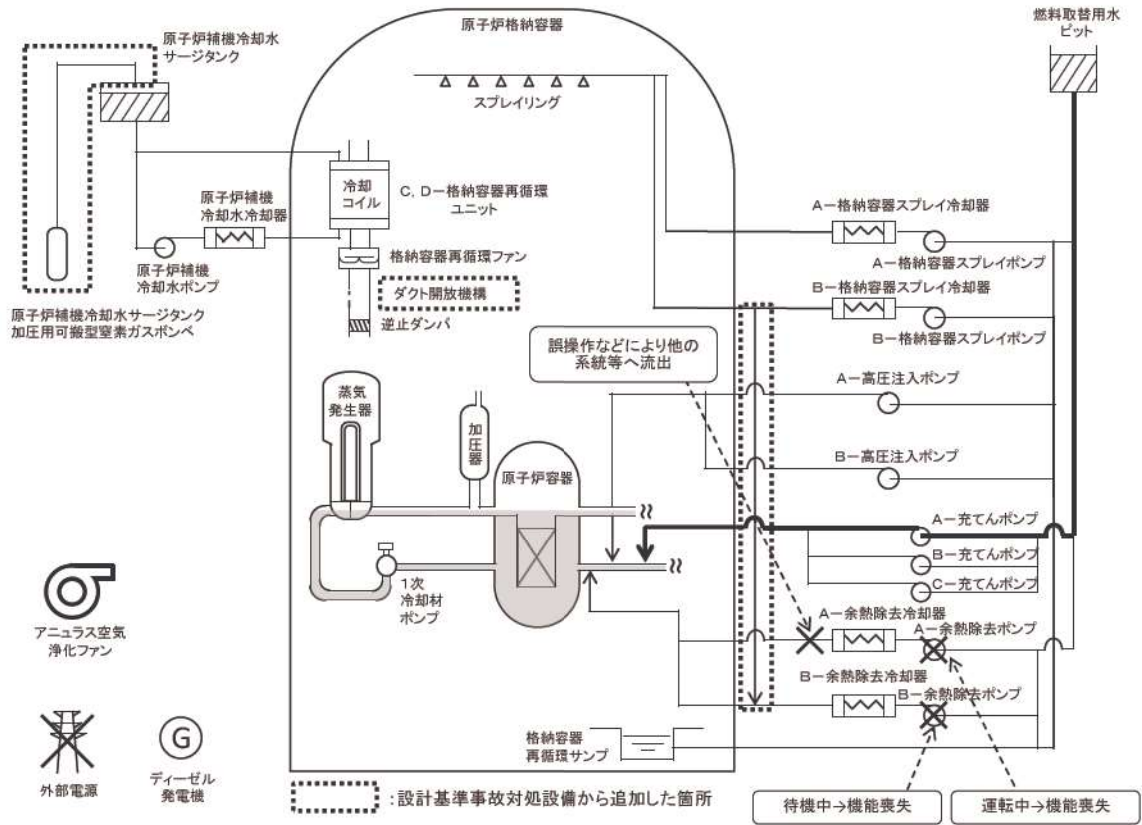 原子炉補機冷却水
サージタンク
原子炉格納容器
燃料取替用水
ピット
スプレイリング
冷却
コイル
C, D－格納容器再循環
ユニット
原子炉補機
冷却水冷却器
格納容器再循環ファン
原子炉補機
冷却水ポンプ
ダクト開放機構
逆止ダンパ
原子炉補機冷却水サージタンク
加圧用可搬型窒素ガスボンベ
A－格納容器スプレイ冷却器
A－格納容器スプレイポンプ
B－格納容器スプレイ冷却器
B－格納容器スプレイポンプ
誤操作などにより他の
系統等へ流出
A－高圧注入ポンプ
B－高圧注入ポンプ
蒸気
発生器
加圧器
原子炉容器
1次
冷却材
ポンプ
A－充てんポンプ
B－充てんポンプ
C－充てんポンプ
A－余熱除去冷却器
A－余熱除去ポンプ
B－余熱除去冷却器
B－余熱除去ポンプ
アニュラス空気
浄化ファン
格納容器
再循環サンプ
外部電源
G
ディーゼル
発電機
：設計基準事故対処設備から追加した箇所
待機中→機能喪失
運転中→機能喪失